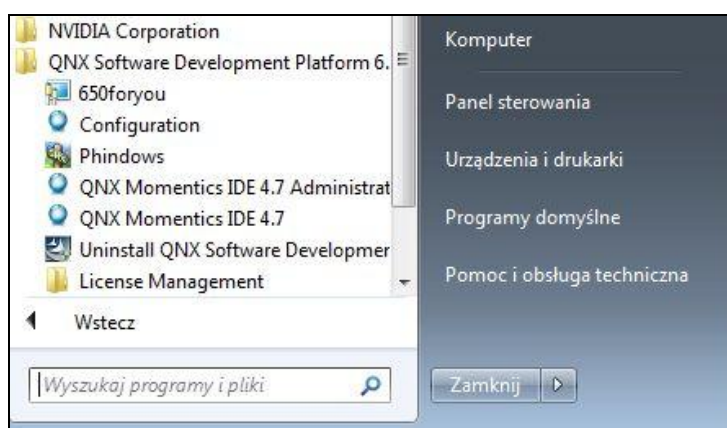 NVIDIA Corporation
QNX Software Development Platform 6.
650foryou
Configuration
Phindows
QNX Momentics IDE 4.7 Administrat
QNX Momentics IDE 4.7
Uninstall QNX Software Developmer
License Management
Wstecz
Wyszukaj programy i pliki
Komputer
Panel sterowania
Urządzenia i drukarki
Programy domyślne
Pomoc i obsługa techniczna
Zamknij